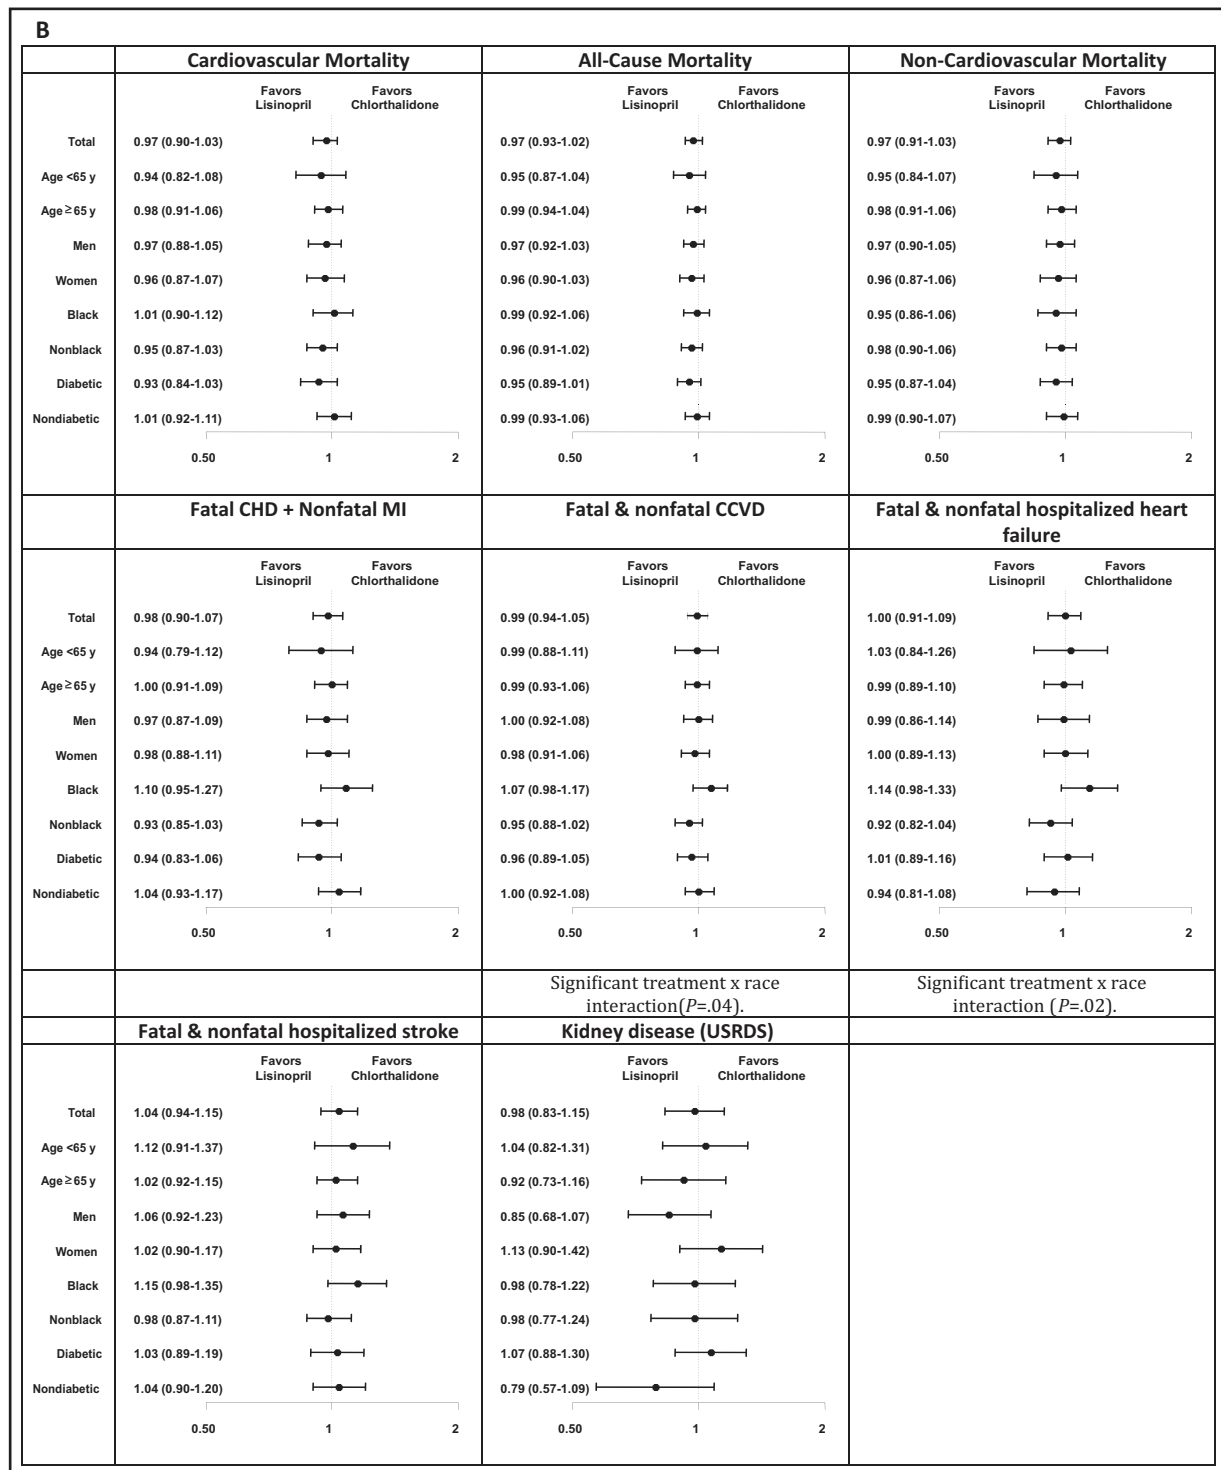 B
Cardiovascular Mortality All-Cause Mortality Non-Cardiovascular Mortality
Favors Favors Favors Favors Favors Favors
Lisinopril Chlorthalidone Lisinopril Chlorthalidone Lisinopril Chlorthalidone
Total 0.97 (0.90-1.03) 0.97 (0.93-1.02) 0.97 (0.91-1.03)
Age <65 y 0.94 (0.82-1.08) 0.95 (0.87-1.04) 0.95 (0.84-1.07)
Age ≥ 65 y 0.98 (0.91-1.06) 0.99 (0.94-1.04) 0.98 (0.91-1.06)
Men 0.97 (0.88-1.05) 0.97 (0.92-1.03) 0.97 (0.90-1.05)
Women 0.96 (0.87-1.07) 0.96 (0.90-1.03) 0.96 (0.87-1.06)
Black 1.01 (0.90-1.12) 0.99 (0.92-1.06) 0.95 (0.86-1.06)
Nonblack 0.95 (0.87-1.03) 0.96 (0.91-1.02) 0.98 (0.90-1.06)
Diabetic 0.93 (0.84-1.03) 0.95 (0.89-1.01) 0.95 (0.87-1.04)
Nondiabetic 1.01 (0.92-1.11) 0.99 (0.93-1.06) 0.99 (0.90-1.07)
0.50 1 2 0.50 1 2 0.50 1 2
Fatal CHD + Nonfatal MI Fatal & nonfatal CCVD Fatal & nonfatal hospitalized heart
failure
Favors Favors Favors Favors Favors Favors
Lisinopril Chlorthalidone Lisinopril Chlorthalidone Lisinopril Chlorthalidone
Total 0.98 (0.90-1.07) 0.99 (0.94-1.05) 1.00 (0.91-1.09)
Age <65 y 0.94 (0.79-1.12) 0.99 (0.88-1.11) 1.03 (0.84-1.26)
Age ≥ 65 y 1.00 (0.91-1.09) 0.99 (0.93-1.06) 0.99 (0.89-1.10)
Men 0.97 (0.87-1.09) 1.00 (0.92-1.08) 0.99 (0.86-1.14)
Women 0.98 (0.88-1.11) 0.98 (0.91-1.06) 1.00 (0.89-1.13)
Black 1.10 (0.95-1.27) 1.07 (0.98-1.17) 1.14 (0.98-1.33)
Nonblack 0.93 (0.85-1.03) 0.95 (0.88-1.02) 0.92 (0.82-1.04)
Diabetic 0.94 (0.83-1.06) 0.96 (0.89-1.05) 1.01 (0.89-1.16)
Nondiabetic 1.04 (0.93-1.17) 1.00 (0.92-1.08) 0.94 (0.81-1.08)
0.50 1 2 0.50 1 2 0.50 1 2
Significant treatment x race Significant treatment x race
interaction(P=.04). interaction (P=.02).
Fatal & nonfatal hospitalized stroke Kidney disease (USRDS)
Favors Favors Favors Favors
Lisinopril Chlorthalidone Lisinopril Chlorthalidone
Total 1.04 (0.94-1.15) 0.98 (0.83-1.15)
Age <65 y 1.12 (0.91-1.37) 1.04 (0.82-1.31)
Age ≥ 65 y 1.02 (0.92-1.15) 0.92 (0.73-1.16)
Men 1.06 (0.92-1.23) 0.85 (0.68-1.07)
Women 1.02 (0.90-1.17) 1.13 (0.90-1.42)
Black 1.15 (0.98-1.35) 0.98 (0.78-1.22)
Nonblack 0.98 (0.87-1.11) 0.98 (0.77-1.24)
Diabetic 1.03 (0.89-1.19) 1.07 (0.88-1.30)
Nondiabetic 1.04 (0.90-1.20) 0.79 (0.57-1.09)
0.50 1 2 0.50 1 2